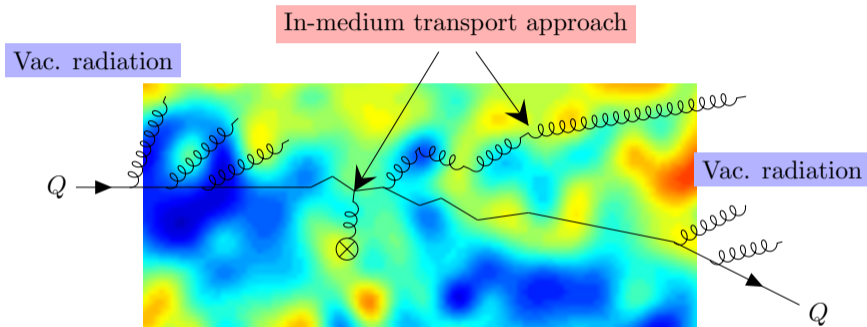 In-medium transport approach
Vac. radiation
Vac. radiation
Q
Q